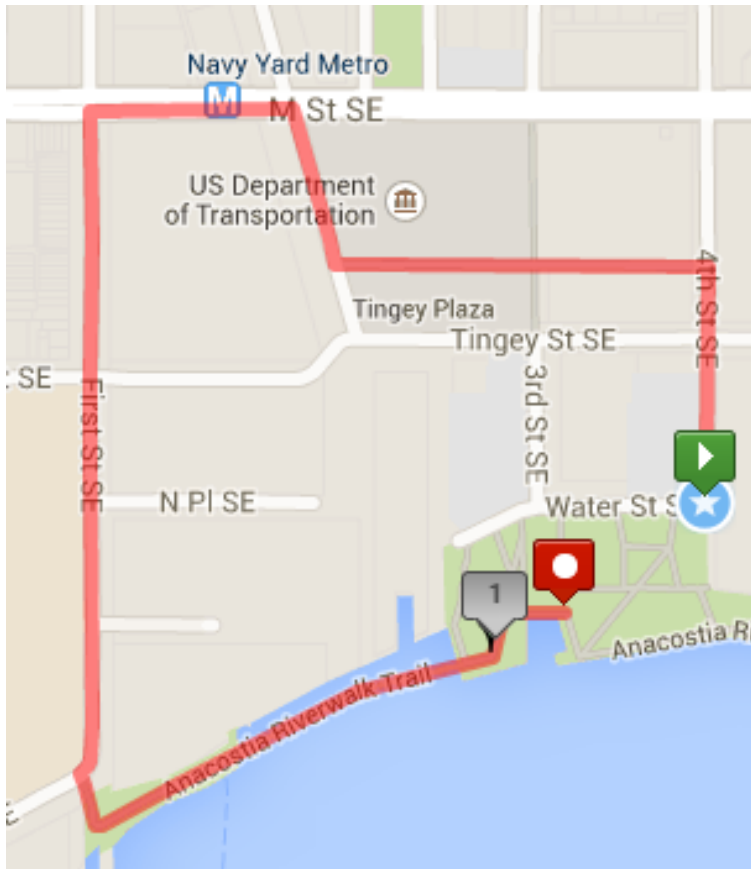 Navy Yard Metro
M
M St SE
US Department
of Transportation
4th St SE
Tingey Plaza
Tingey St SE
SE
3rd St SE
First St SE
N Pl SE
Water St S
1
Anacostia Ri
Anacostia Riverwalk Trail
E